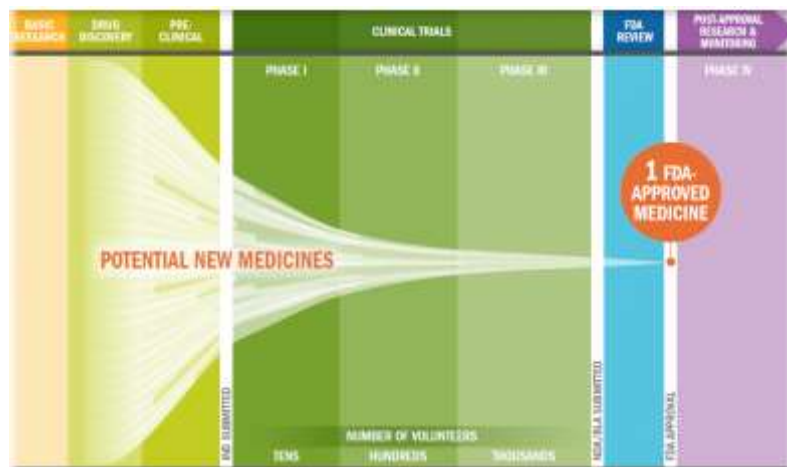 BASIC
RESEARCH
DRUG
DISCOVERY
PRE-
CLINICAL
CLINICAL TRIALS
FDA
REVIEW
POST-APPROVAL
RESEARCH &
MONITORING
PHASE I
PHASE II
PHASE III
PHASE IV
1 FDA-
APPROVED
MEDICINE
POTENTIAL NEW MEDICINES
IND SUBMITTED
NDA/BLA SUBMITTED
FDA APPROVAL
NUMBER OF VOLUNTEERS
TENS
HUNDREDS
THOUSANDS